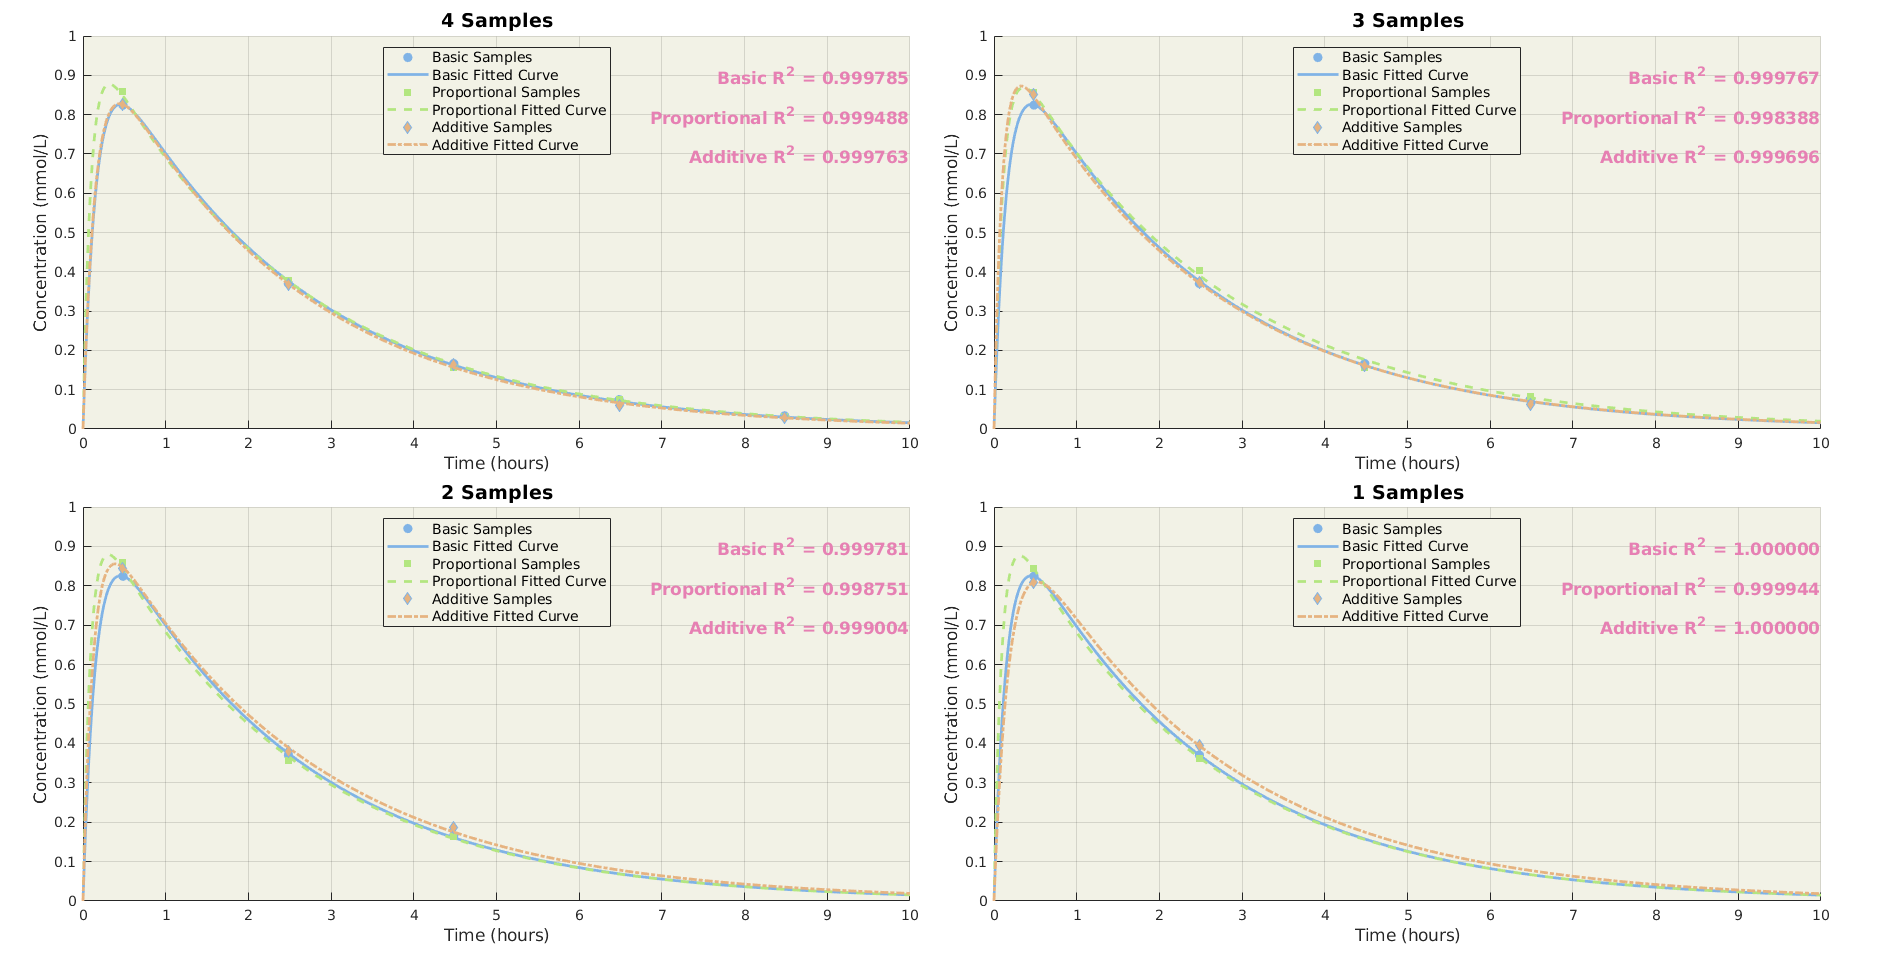 4 Samples
Concentration (mmol/L)
1
0.9
0.8
0.7
0.6
0.5
0.4
0.3
0.2
0.1
0
Basic Samples
Basic Fitted Curve
Proportional Samples
Proportional Fitted Curve
Additive Samples
Additive Fitted Curve
Basic R² = 0.999785
Proportional R² = 0.999488
Additive R² = 0.999763
0 1 2 3 4 5 6 7 8 9 10
Time (hours)
3 Samples
Concentration (mmol/L)
1
0.9
0.8
0.7
0.6
0.5
0.4
0.3
0.2
0.1
0
Basic Samples
Basic Fitted Curve
Proportional Samples
Proportional Fitted Curve
Additive Samples
Additive Fitted Curve
Basic R² = 0.999767
Proportional R² = 0.998388
Additive R² = 0.999696
0 1 2 3 4 5 6 7 8 9 10
Time (hours)
2 Samples
Concentration (mmol/L)
1
0.9
0.8
0.7
0.6
0.5
0.4
0.3
0.2
0.1
0
Basic Samples
Basic Fitted Curve
Proportional Samples
Proportional Fitted Curve
Additive Samples
Additive Fitted Curve
Basic R² = 0.999781
Proportional R² = 0.998751
Additive R² = 0.999004
0 1 2 3 4 5 6 7 8 9 10
Time (hours)
1 Samples
Concentration (mmol/L)
1
0.9
0.8
0.7
0.6
0.5
0.4
0.3
0.2
0.1
0
Basic Samples
Basic Fitted Curve
Proportional Samples
Proportional Fitted Curve
Additive Samples
Additive Fitted Curve
Basic R² = 1.000000
Proportional R² = 0.999944
Additive R² = 1.000000
0 1 2 3 4 5 6 7 8 9 10
Time (hours)